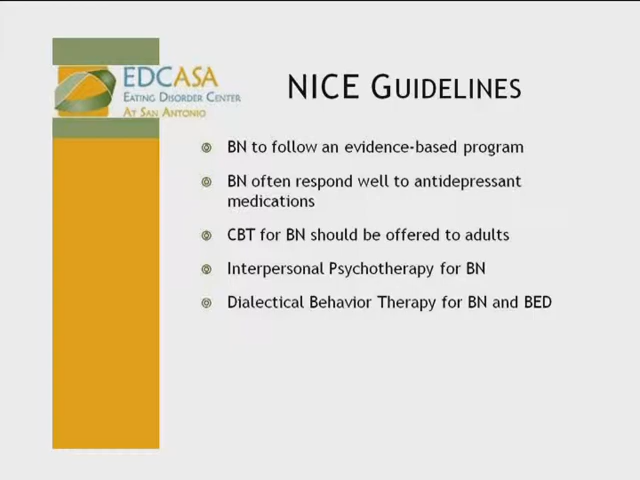 EDCASA
EATING DISORDER CENTER
AT SAN ANTONIO
NICE GUIDELINES
BN to follow an evidence-based program
BN often respond well to antidepressant
medications
CBT for BN should be offered to adults
Interpersonal Psychotherapy for BN
Dialectical Behavior Therapy for BN and BED